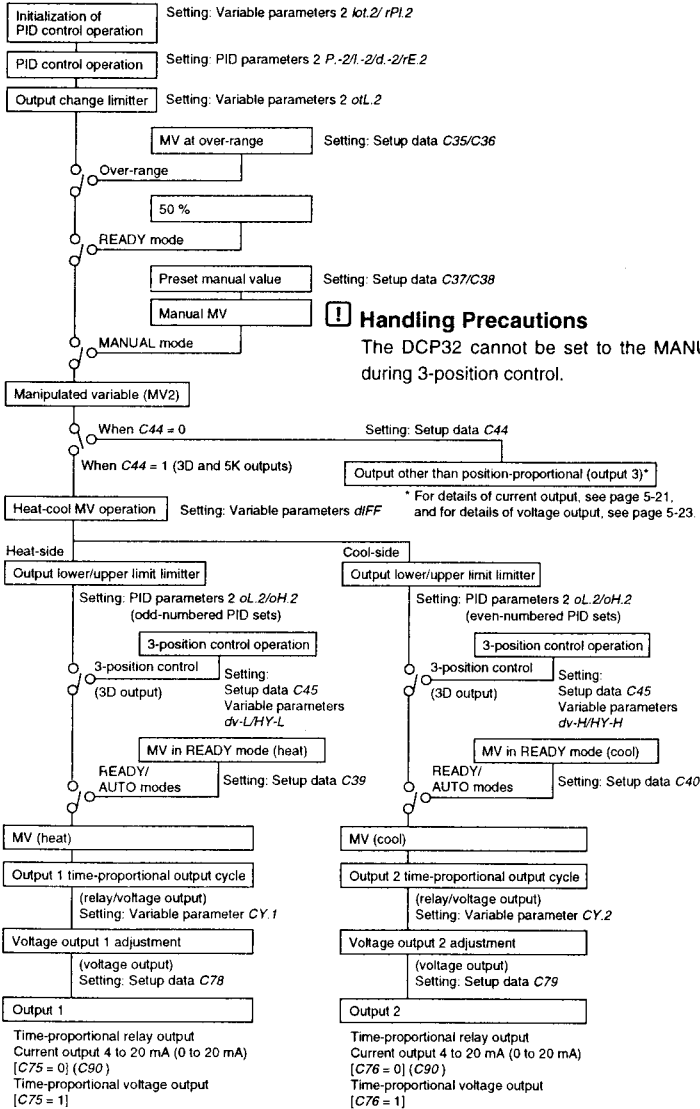 Initialization of
PID control operation
Setting: Variable parameters 2 Iot.2/ rPI.2
PID control operation
Setting: PID parameters 2 P.-2/I.-2/d.-2/rE.2
Output change limitter
Setting: Variable parameters 2 otL.2
MV at over-range
Setting: Setup data C35/C36
Over-range
50 %
READY mode
Preset manual value
Setting: Setup data C37/C38
Manual MV
! Handling Precautions
MANUAL mode
The DCP32 cannot be set to the MANU
during 3-position control.
Manipulated variable (MV2)
When C44 = 0
Setting: Setup data C44
When C44 = 1 (3D and 5K outputs)
Output other than position-proportional (output 3)*
* For details of current output, see page 5-21,
and for details of voltage output, see page 5-23.
Heat-cool MV operation
Setting: Variable parameters dIFF
Heat-side
Output lower/upper limit limitter
Setting: PID parameters 2 oL.2/oH.2
(odd-numbered PID sets)
3-position control operation
3-position control
(3D output)
Setting:
Setup data C45
Variable parameters
dv-L/HY-L
MV in READY mode (heat)
READY/
AUTO modes
Setting: Setup data C39
MV (heat)
Output 1 time-proportional output cycle
(relay/voltage output)
Setting: Variable parameter CY.1
Voltage output 1 adjustment
(voltage output)
Setting: Setup data C78
Output 1
Time-proportional relay output
Current output 4 to 20 mA (0 to 20 mA)
[C75 = 0] (C90 )
Time-proportional voltage output
[C75 = 1]
Cool-side
Output lower/upper limit limitter
Setting: PID parameters 2 oL.2/oH.2
(even-numbered PID sets)
3-position control operation
3-position control
(3D output)
Setting:
Setup data C45
Variable parameters
dv-H/HY-H
MV in READY mode (cool)
READY/
AUTO modes
Setting: Setup data C40
MV (cool)
Output 2 time-proportional output cycle
(relay/voltage output)
Setting: Variable parameter CY.2
Voltage output 2 adjustment
(voltage output)
Setting: Setup data C79
Output 2
Time-proportional relay output
Current output 4 to 20 mA (0 to 20 mA)
[C76 = 0] (C90 )
Time-proportional voltage output
[C76 = 1]